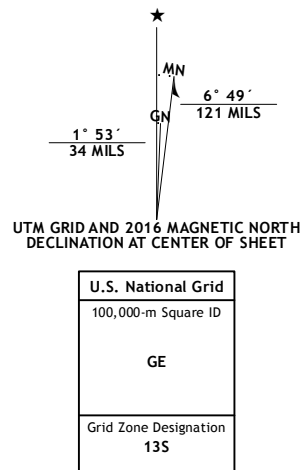 ★
MN
6° 49´
121 MILS
GN
1° 53´
34 MILS
UTM GRID AND 2016 MAGNETIC NORTH
DECLINATION AT CENTER OF SHEET
U.S. National Grid
100,000-m Square ID
GE
Grid Zone Designation
13S